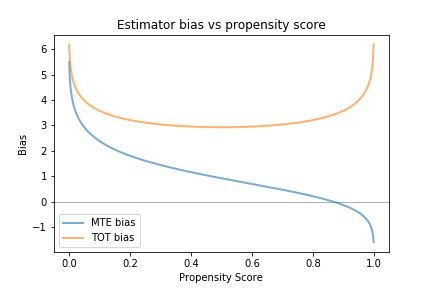 Estimator bias vs propensity score
6
5
4
3
2
1
0
−1
Bias
MTE bias
TOT bias
0.0 0.2 0.4 0.6 0.8 1.0
Propensity Score